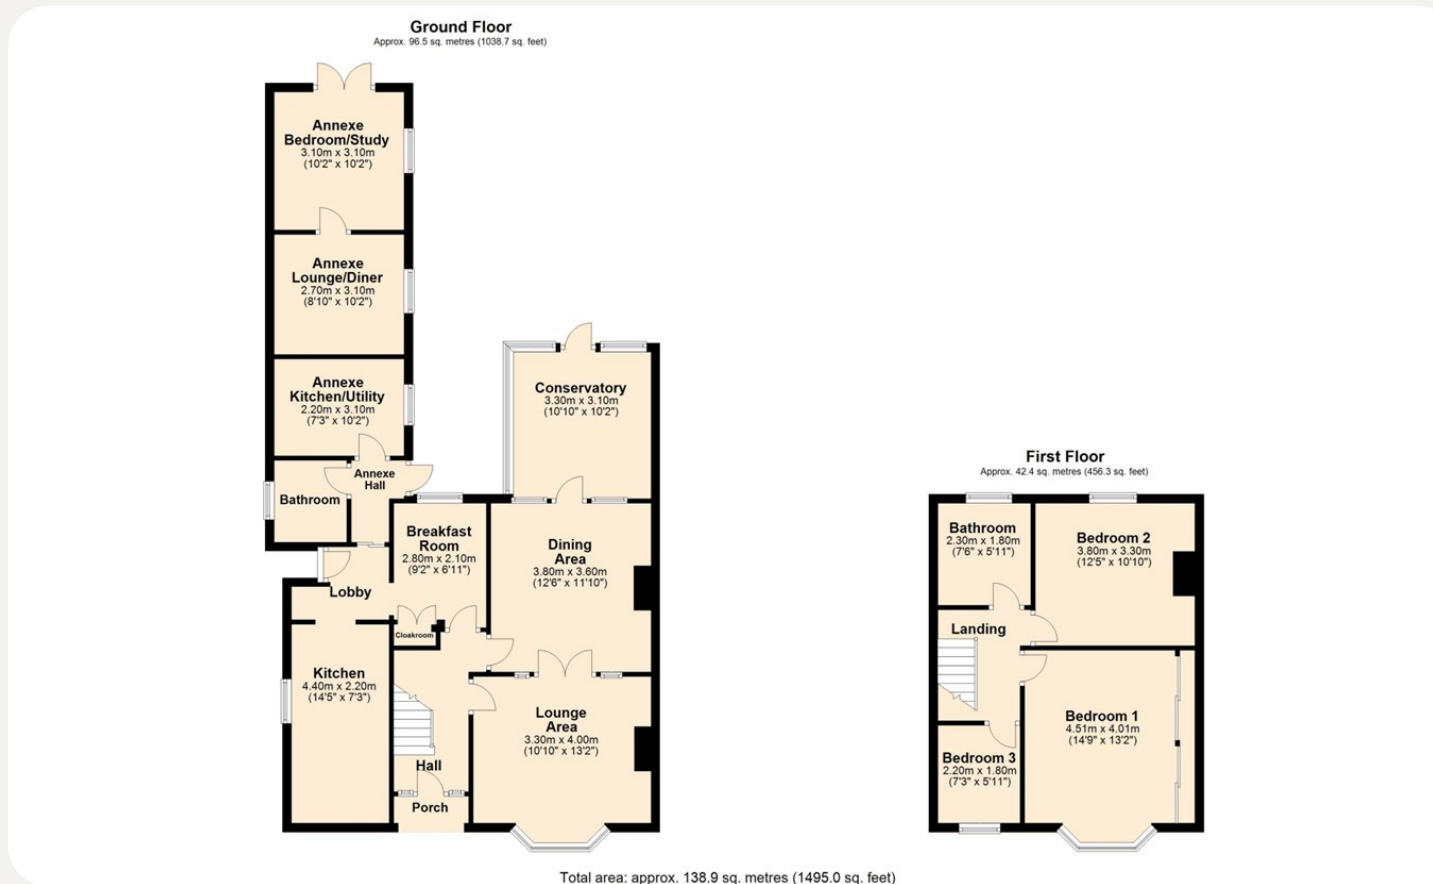 Ground Floor
Approx. 96.5 sq. metres (1038.7 sq. feet)
Annexe
Bedroom/Study
3.10m x 3.10m
(10'2" x 10'2")
Annexe
Lounge/Diner
2.70m x 3.10m
(8'10" x 10'2")
Annexe
Kitchen/Utility
2.20m x 3.10m
(7'3" x 10'2")
Conservatory
3.30m x 3.10m
(10'10" x 10'2")
Annexe
Hall
Bathroom
Breakfast
Room
2.80m x 2.10m
(9'2" x 6'11")
Dining
Area
3.80m x 3.60m
(12'6" x 11'10")
Lobby
Cloakroom
Kitchen
4.40m x 2.20m
(14'5" x 7'3")
Lounge
Area
3.30m x 4.00m
(10'10" x 13'2")
Hall
Porch
First Floor
Approx. 42.4 sq. metres (456.3 sq. feet)
Bathroom
2.30m x 1.80m
(7'6" x 5'11")
Bedroom 2
3.80m x 3.30m
(12'5" x 10'10")
Landing
Bedroom 1
4.51m x 4.01m
(14'9" x 13'2")
Bedroom 3
2.20m x 1.80m
(7'3" x 5'11")
Total area: approx. 138.9 sq. metres (1495.0 sq. feet)